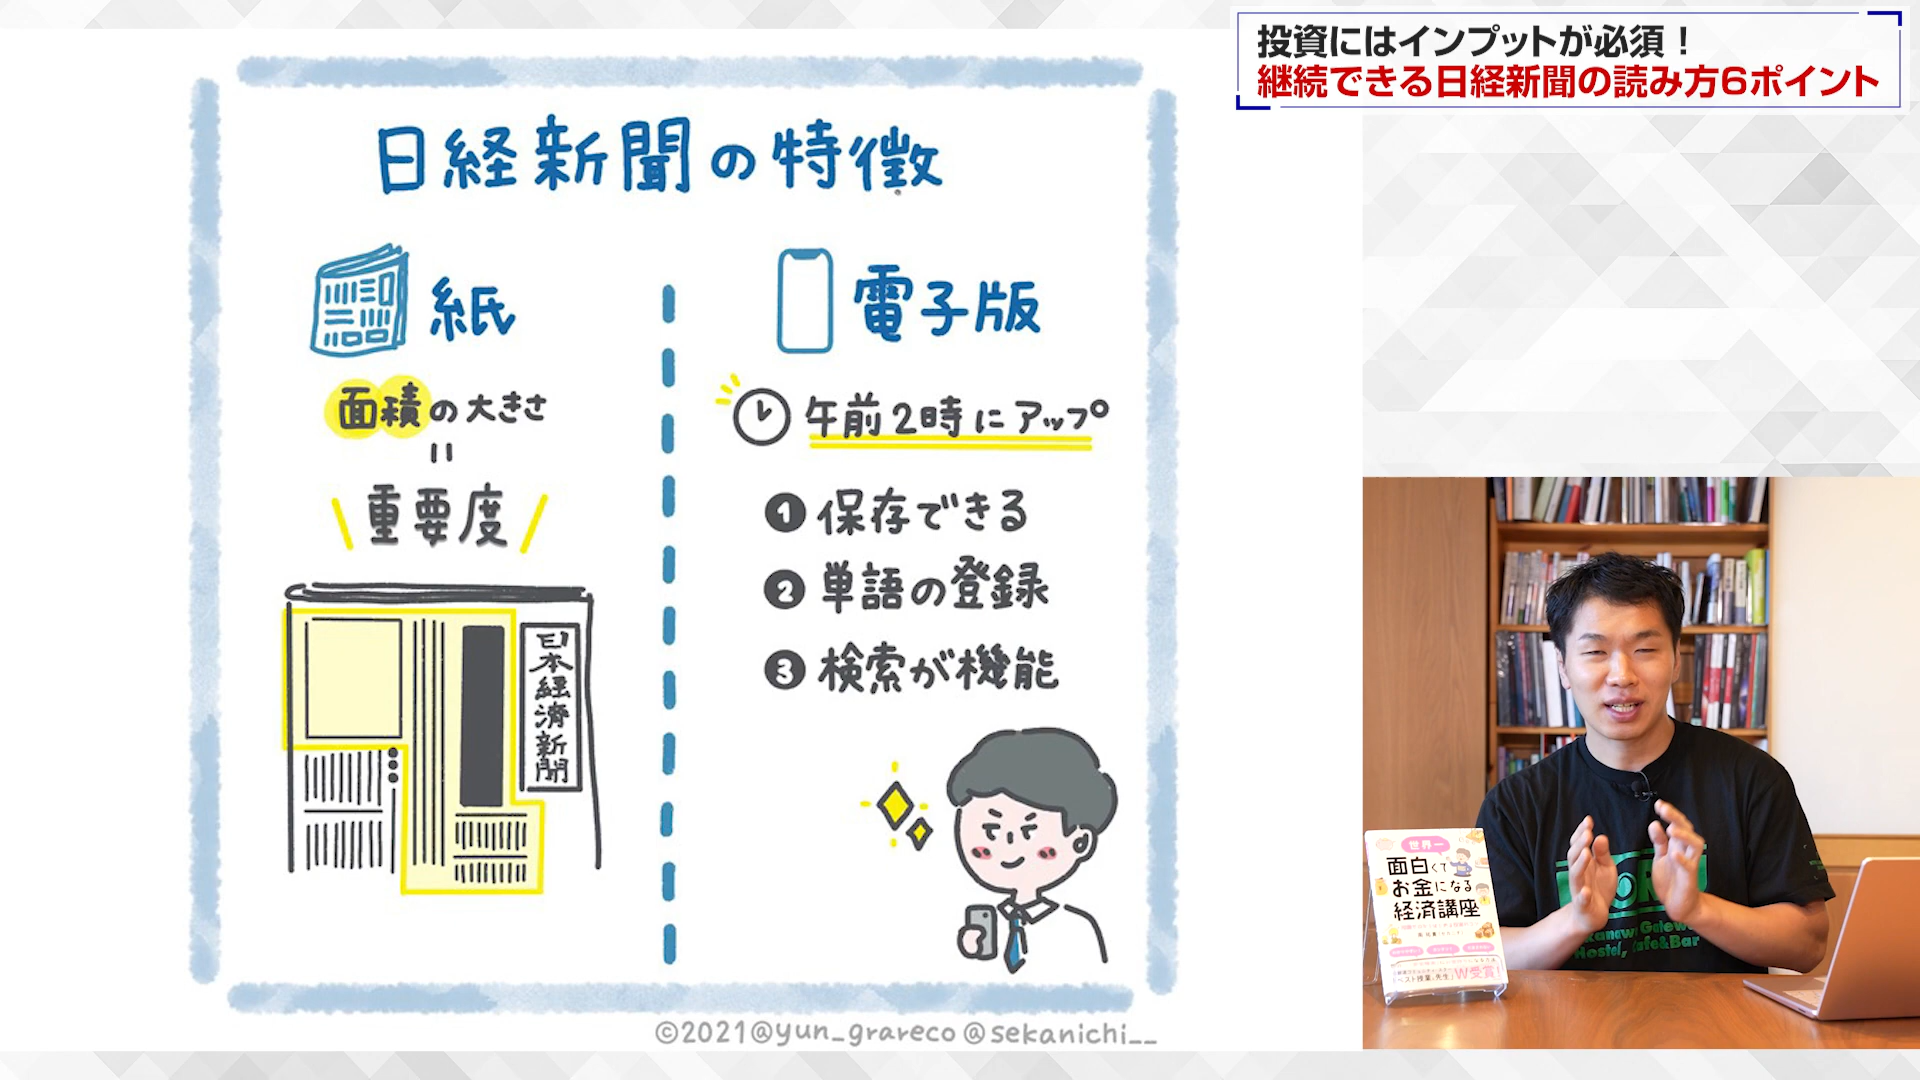 投資にはインプットが必須！
継続できる日経新聞の読み方6ポイント
日経新聞の特徴
紙
面積の大きさ
=
重要度
日本経済新聞
電子版
午前2時にアップ
❶保存できる
❷単語の登録
❸検索が機能
©2021@yun_grareco @sekanichi__
世界一
面白くて
お金になる
経済講座
W受賞!
Hostel, Cafe&Bar